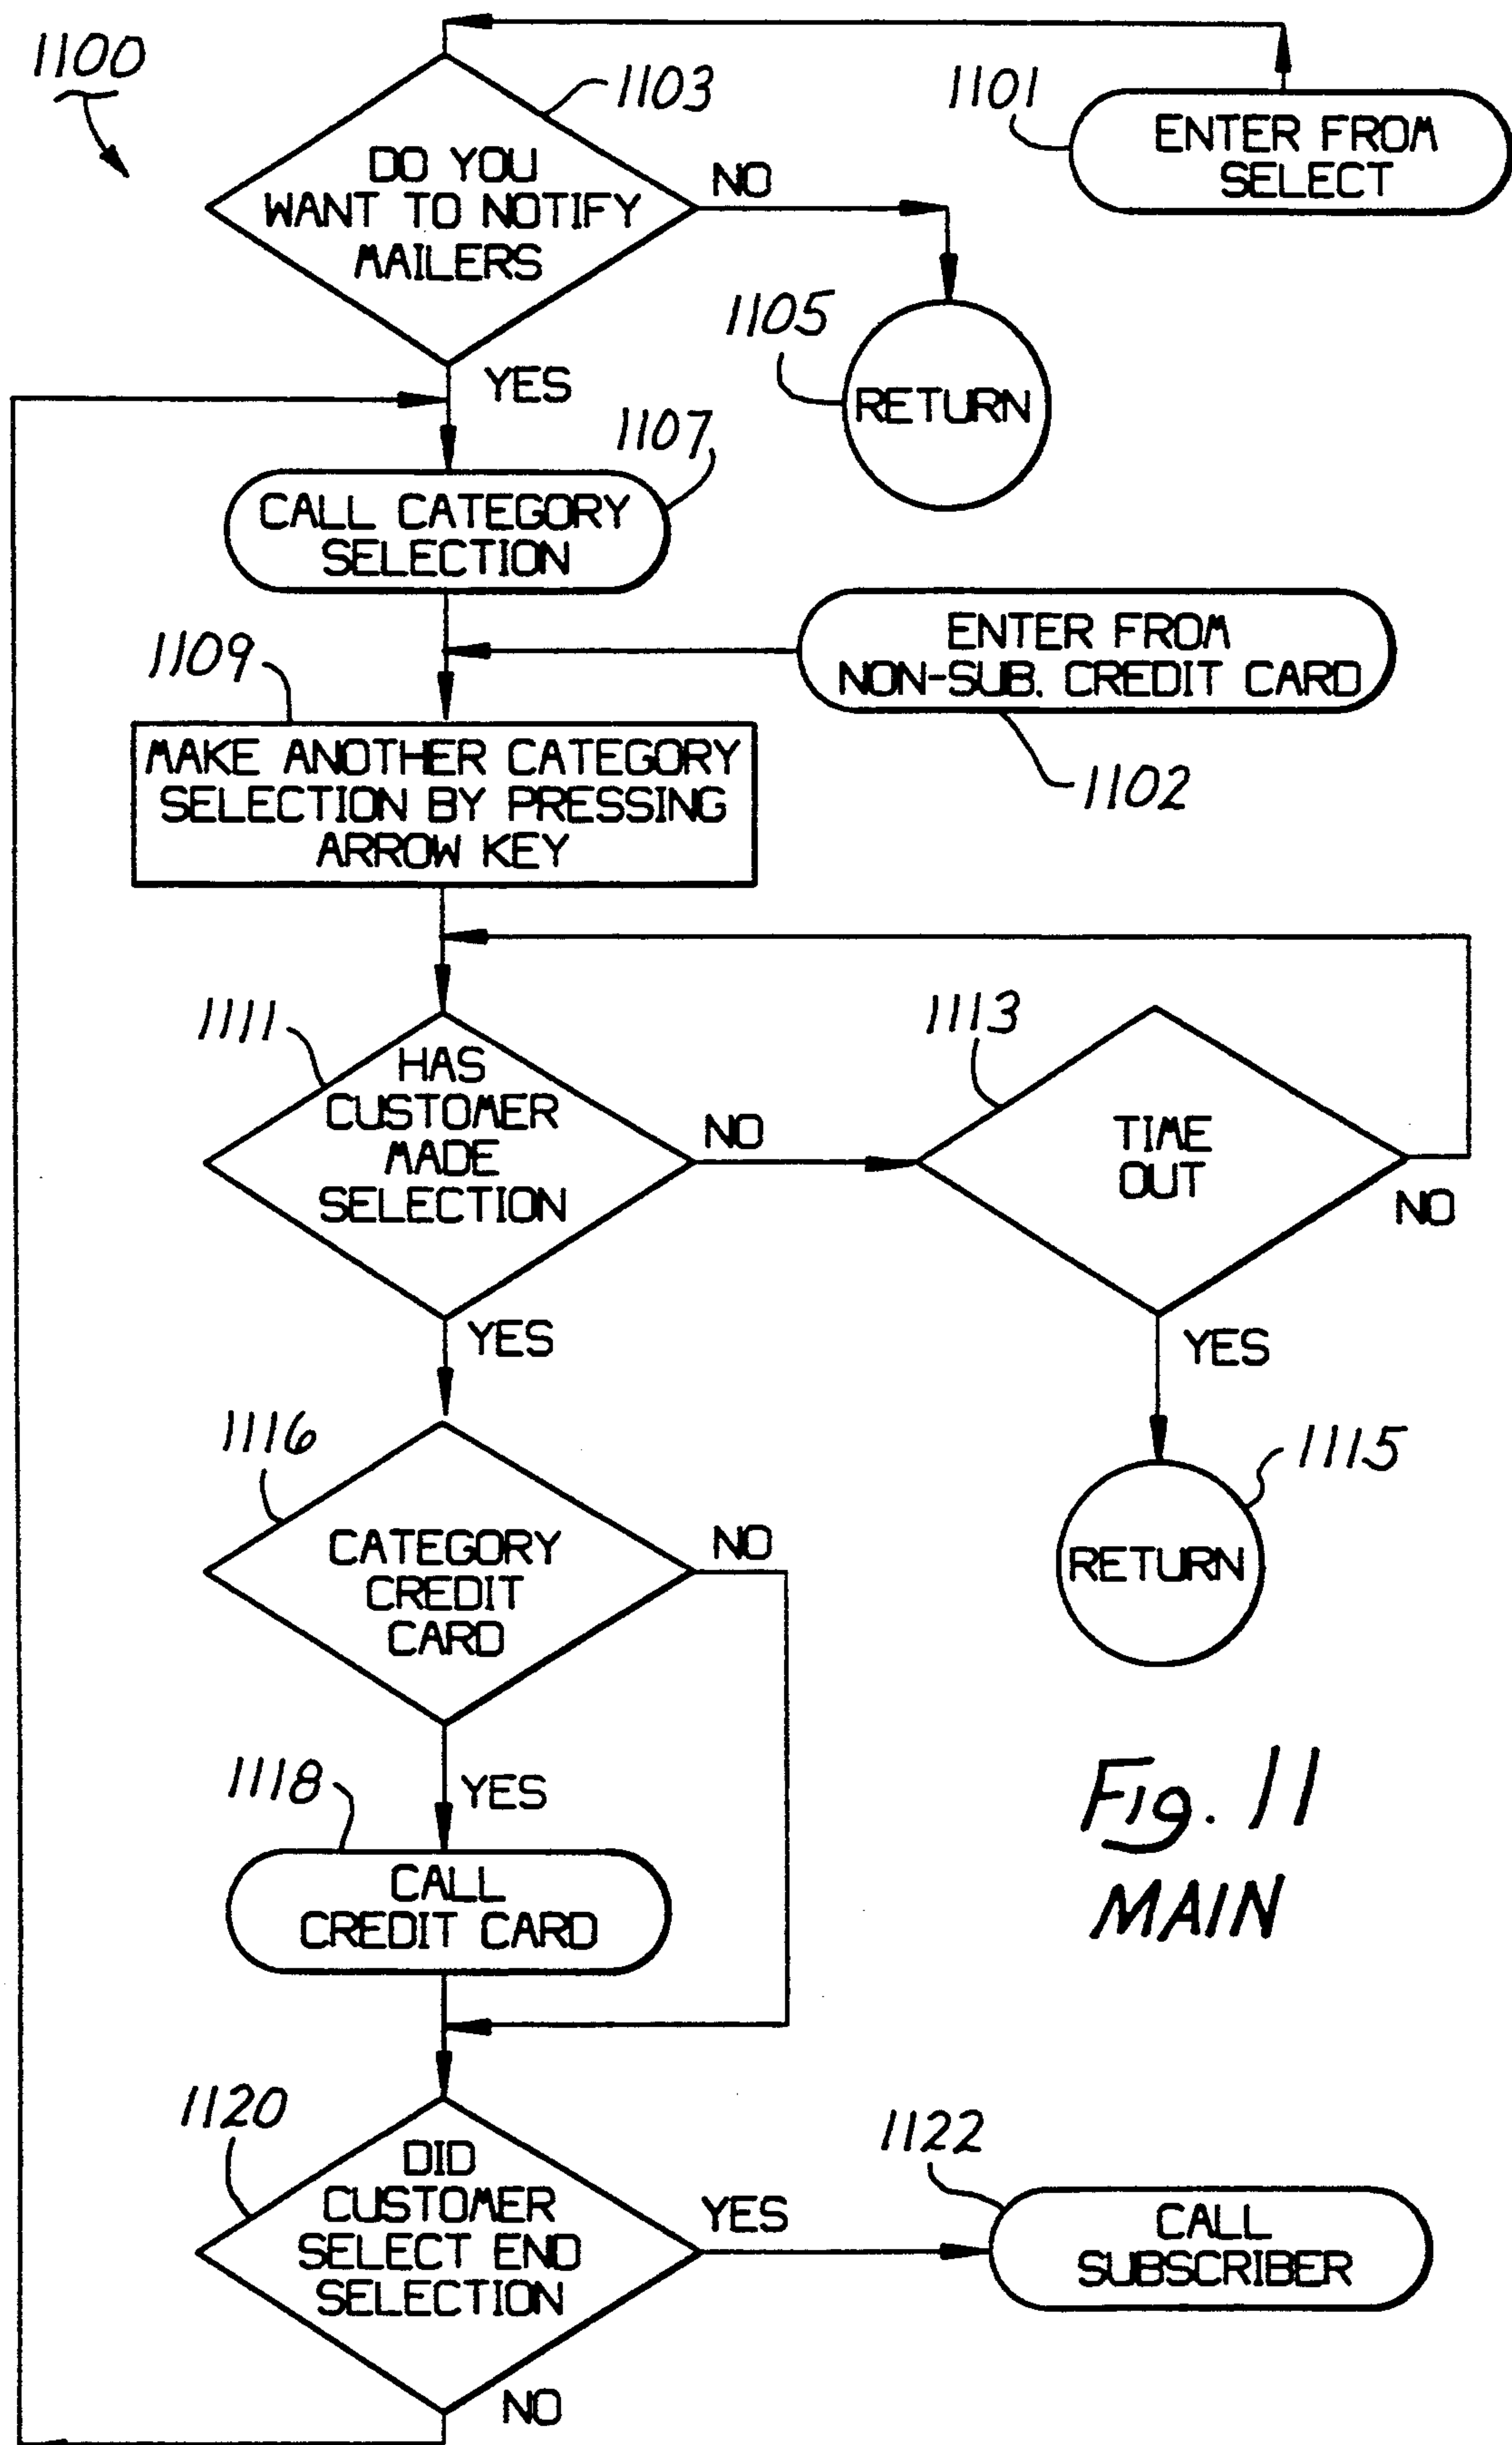 1100
1103
DO YOU
WANT TO NOTIFY
MAILERS
NO
1101
ENTER FROM
SELECT
1105
RETURN
YES
1107
CALL CATEGORY
SELECTION
ENTER FROM
NON-SUB. CREDIT CARD
1102
1109
MAKE ANOTHER CATEGORY
SELECTION BY PRESSING
ARROW KEY
1111
HAS
CUSTOMER
MADE
SELECTION
NO
1113
TIME
OUT
NO
YES
YES
1115
RETURN
1116
CATEGORY
CREDIT
CARD
NO
YES
1118
CALL
CREDIT CARD
Fig. 11
MAIN
1120
DID
CUSTOMER
SELECT END
SELECTION
YES
1122
CALL
SUBSCRIBER
NO